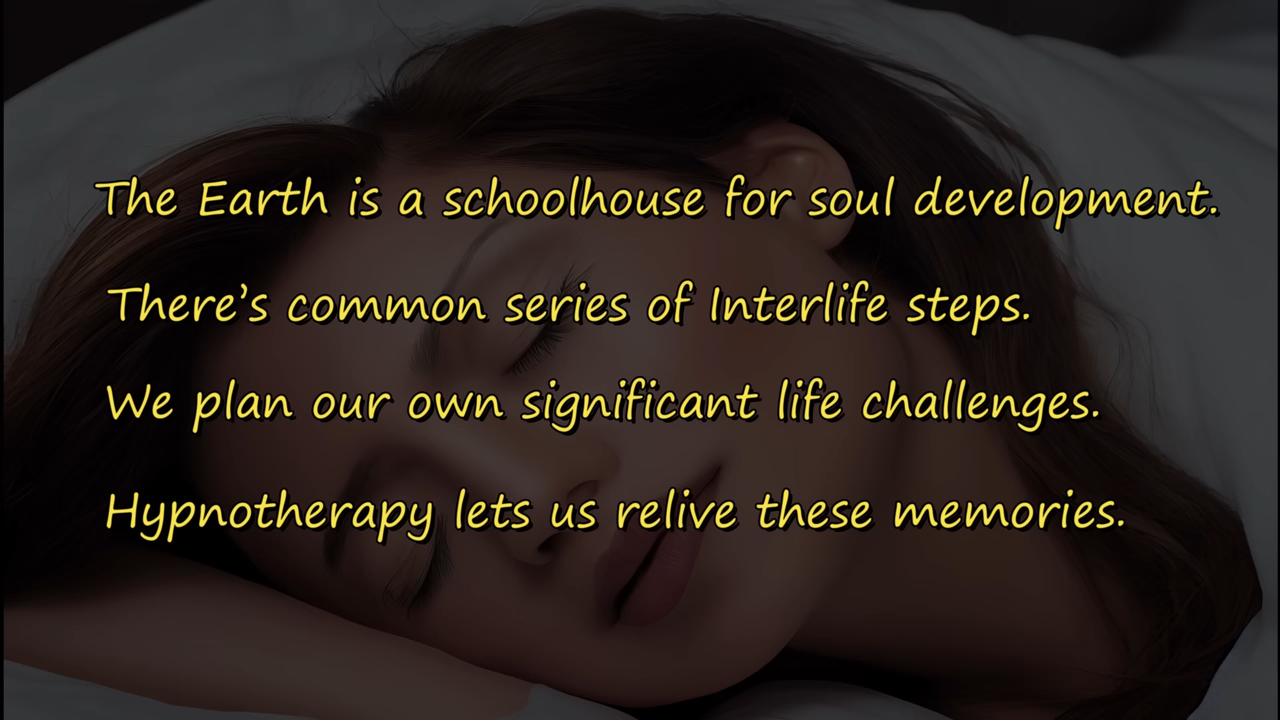 The Earth is a schoolhouse for soul development.
There’s common series of Interlife steps.
We plan our own significant life challenges.
Hypnotherapy lets us relive these memories.